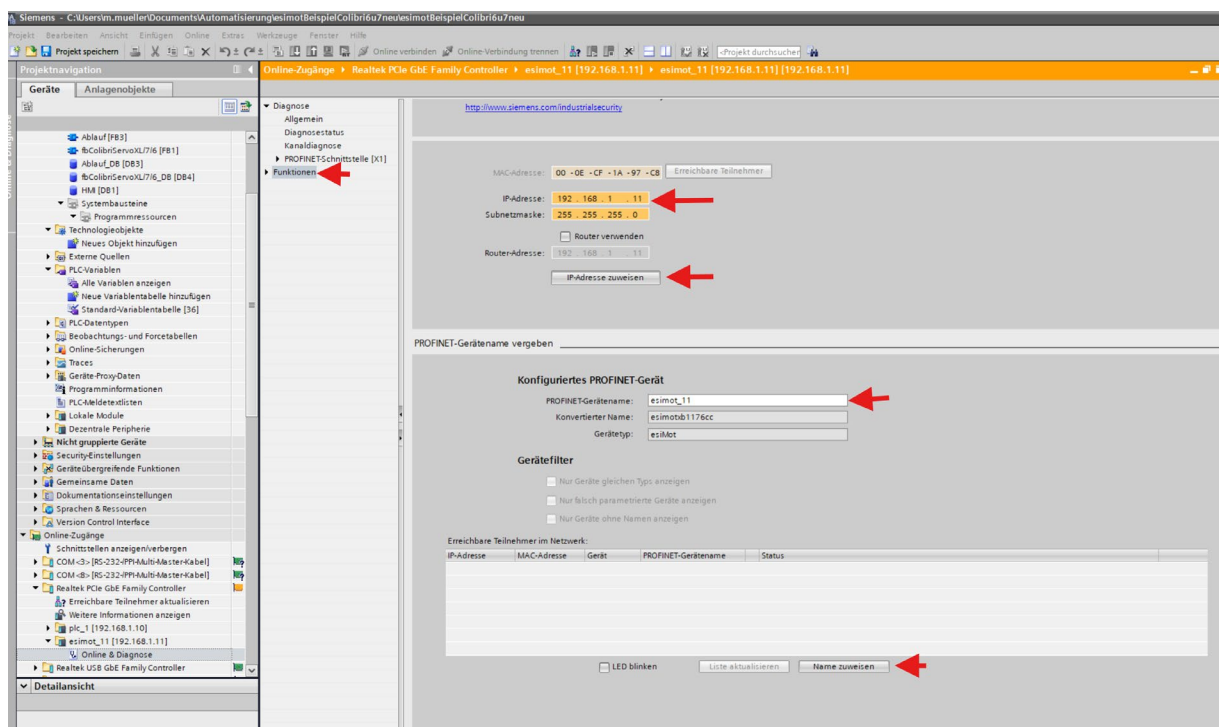 Siemens - C:\Users\m.mueller\Documents\Automatisierung\esimotBeispielColibri6u7neu\esimotBeispielColibri6u7neu
Projekt Bearbeiten Ansicht Einfügen Online Extras Werkzeuge Fenster Hilfe
Projekt speichern Online verbinden Online-Verbindung trennen <Projekt durchsuchen
Projektnavigation
Online-Zugänge Realtek PCIe GbE Family Controller esimot_11 [192.168.1.11] esimot_11 [192.168.1.11] [192.168.1.11]
Geräte Anlagenobjekte
Ablauf [FB3]
fbColibriServoXL/7/6 [FB1]
Ablauf_DB [DB3]
fbColibriServoXL/7/6_DB [DB4]
HMI [DB1]
Systembausteine
Programmressourcen
Technologieobjekte
Neues Objekt hinzufügen
Externe Quellen
PLC-Variablen
Alle Variablen anzeigen
Neue Variablentabelle hinzufügen
Standard-Variablentabelle [36]
PLC-Datentypen
Beobachtungs- und Forcetabellen
Online-Sicherungen
Traces
Geräte-Proxy-Daten
Programminformationen
PLC-Meldetextlisten
Lokale Module
Dezentrale Peripherie
Nicht gruppierte Geräte
Security-Einstellungen
Geräteübergreifende Funktionen
Gemeinsame Daten
Dokumentationseinstellungen
Sprachen & Ressourcen
Version Control Interface
Online-Zugänge
Schnittstellen anzeigen/verbergen
COM <3> [RS-232-/PPI-Multi-Master-Kabel]
COM <8> [RS-232-/PPI-Multi-Master-Kabel]
Realtek PCIe GbE Family Controller
Erreichbare Teilnehmer aktualisieren
Weitere Informationen anzeigen
plc_1 [192.168.1.10]
esimot_11 [192.168.1.11]
Online & Diagnose
Realtek USB GbE Family Controller
Detailansicht
Diagnose
Allgemein
Diagnosestatus
Kanaldiagnose
PROFINET-Schnittstelle [X1]
Funktionen
http://www.siemens.com/industrialsecurity
MAC-Adresse: 00 -0E -CF -1A -97 -C8 Erreichbare Teilnehmer
IP-Adresse: 192 . 168 . 1 . 11
Subnetzmaske: 255 . 255 . 255 . 0
Router verwenden
Router-Adresse: 192 . 168 . 1 . 11
IP-Adresse zuweisen
PROFINET-Gerätename vergeben
Konfiguriertes PROFINET-Gerät
PROFINET-Gerätename: esimot_11
Konvertierter Name: esimotxb1176cc
Gerätetyp: esiMot
Gerätefilter
Nur Geräte gleichen Typs anzeigen
Nur falsch parametrierte Geräte anzeigen
Nur Geräte ohne Namen anzeigen
Erreichbare Teilnehmer im Netzwerk:
IP-Adresse MAC-Adresse Gerät PROFINET-Gerätename Status
LED blinken Liste aktualisieren Name zuweisen